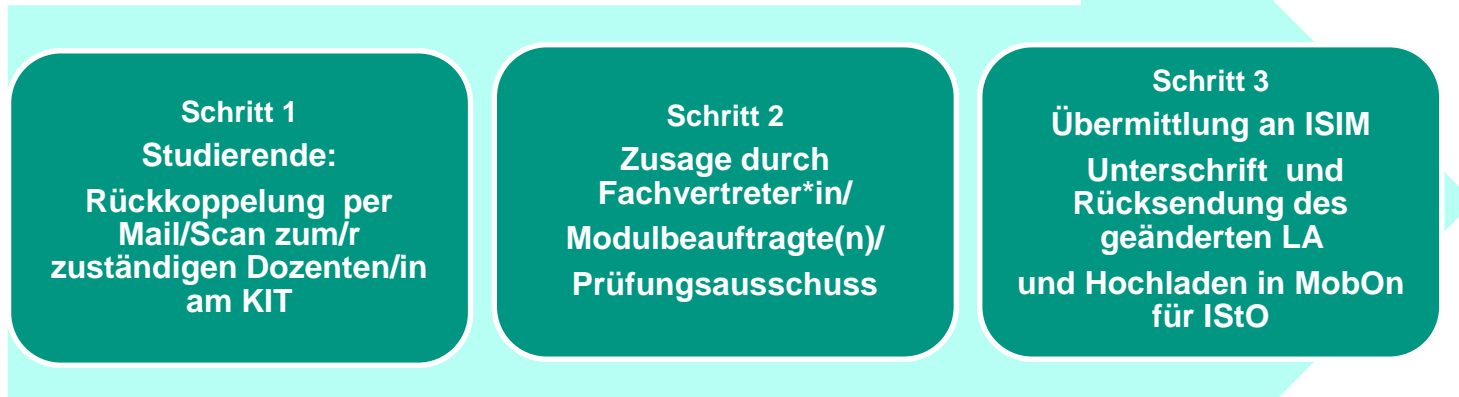 Schritt 1
Studierende:
Rückkoppelung per
Mail/Scan zum/r
zuständigen Dozenten/in
am KIT
Schritt 2
Zusage durch
Fachvertreter*in/
Modulbeauftragte(n)/
Prüfungsausschuss
Schritt 3
Übermittlung an ISIM
Unterschrift und
Rücksendung des
geänderten LA
und Hochladen in MobOn
für IStO